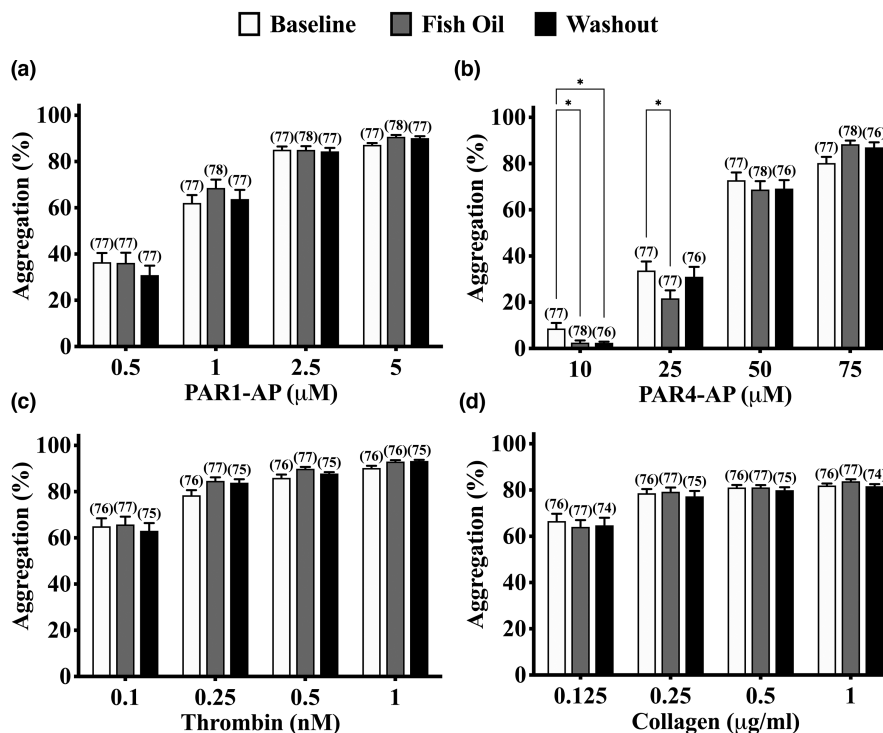 Baseline Fish Oil Washout
(a)
Aggregation (%)
100
80
60
40
20
0
(77) (77) (77)
(77) (78) (77)
(77) (78) (77)
(77) (78) (77)
0.5 1 2.5 5
PAR1-AP (μM)
(b)
Aggregation (%)
100
80
60
40
20
0
*
*
*
(77) (78) (76)
(77) (77) (76)
(77) (78) (76)
(77) (78) (76)
10 25 50 75
PAR4-AP (μM)
(c)
Aggregation (%)
100
80
60
40
20
0
(76) (77) (75)
(76) (77) (75)
(76) (77) (75)
(76) (76) (75)
0.1 0.25 0.5 1
Thrombin (nM)
(d)
Aggregation (%)
100
80
60
40
20
0
(76) (77) (74)
(76) (77) (75)
(76) (77) (75)
(76) (77) (74)
0.125 0.25 0.5 1
Collagen (μg/ml)